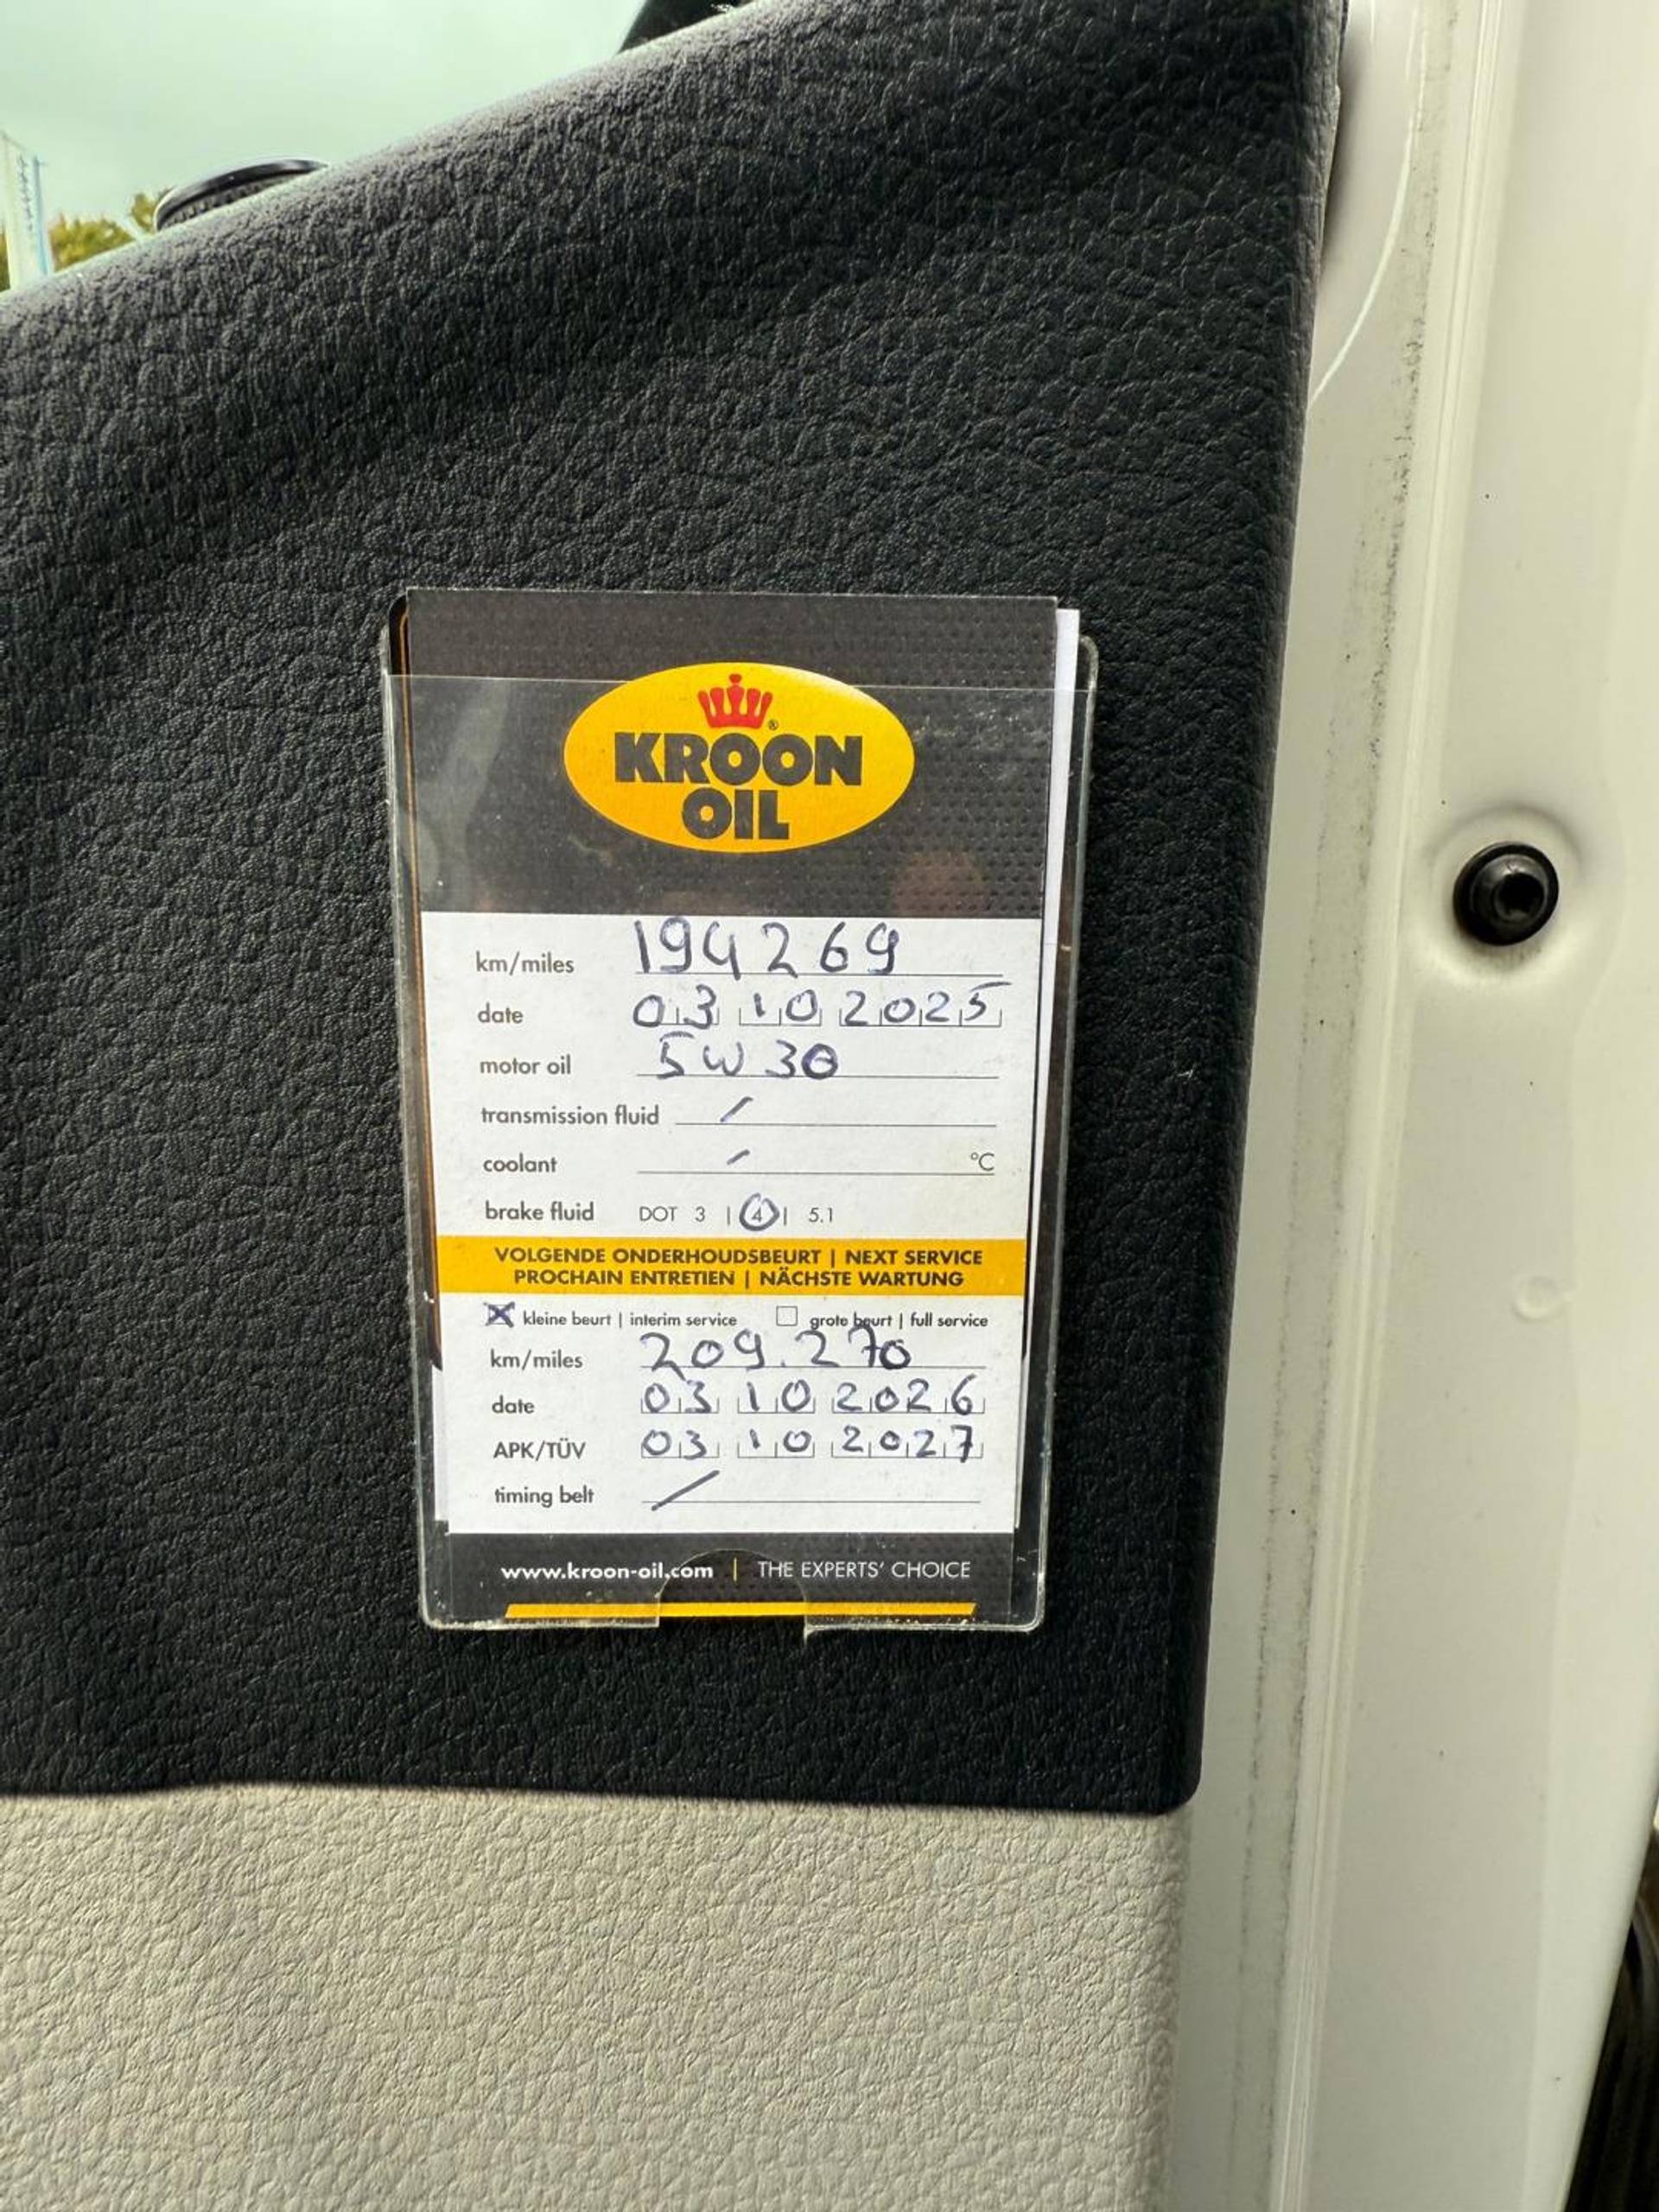 KROON
OIL
km/miles 194269
date 03 10 2025
motor oil 5W30
transmission fluid /
coolant / °C
brake fluid DOT 3 | 4 | 5.1
VOLGENDE ONDERHOUDSBEURT | NEXT SERVICE
PROCHAIN ENTRETIEN | NÄCHSTE WARTUNG
kleine beurt | interim service grote beurt | full service
km/miles 209.270
date 03 10 2026
APK/TÜV 03 10 2027
timing belt /
www.kroon-oil.com | THE EXPERTS' CHOICE